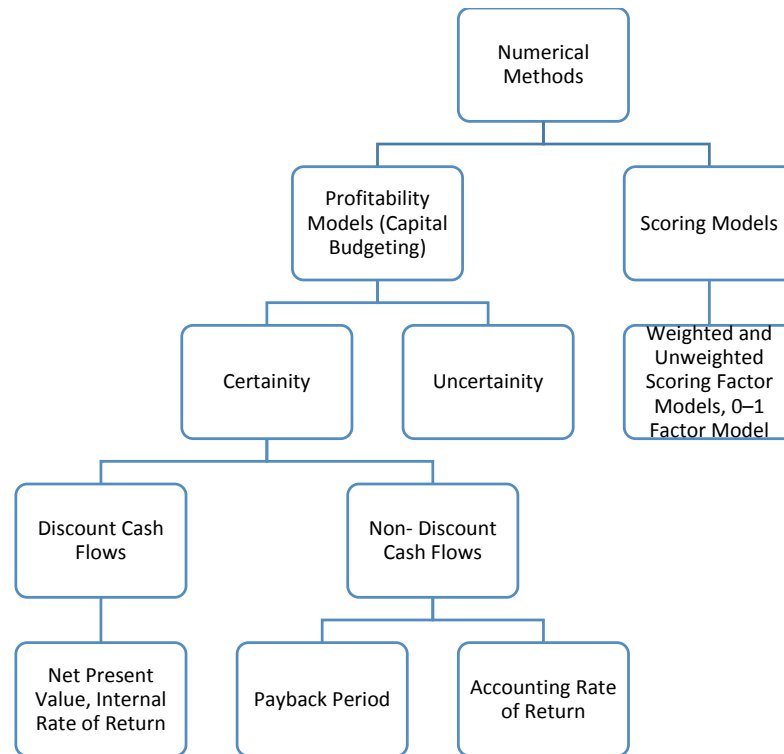 Numerical
Methods
Profitability
Models (Capital
Budgeting)
Scoring Models
Certainity
Uncertainity
Weighted and
Unweighted
Scoring Factor
Models, 0–1
Factor Model
Discount Cash
Flows
Non- Discount
Cash Flows
Net Present
Value, Internal
Rate of Return
Payback Period
Accounting Rate
of Return